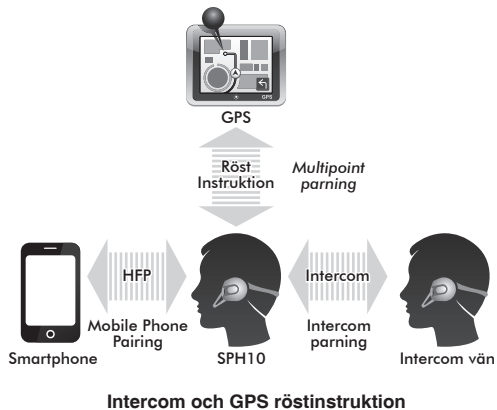 GPS
GPS
Röst
Instruktion
Multipoint
parning
HFP
Intercom
Mobile Phone
Pairing
Intercom
parning
Smartphone
SPH10
Intercom vän
Intercom och GPS röstinstruktion